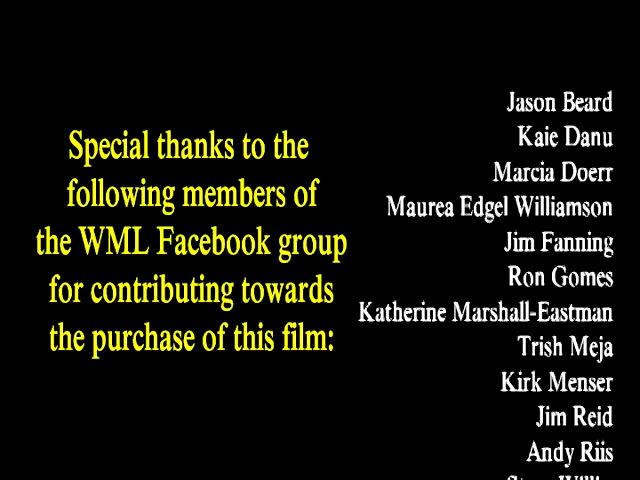 Special thanks to the
following members of
the WML Facebook group
for contributing towards
the purchase of this film:
Jason Beard
Kaie Danu
Marcia Doerr
Maurea Edgel Williamson
Jim Fanning
Ron Gomes
Katherine Marshall-Eastman
Trish Meja
Kirk Menser
Jim Reid
Andy Riis